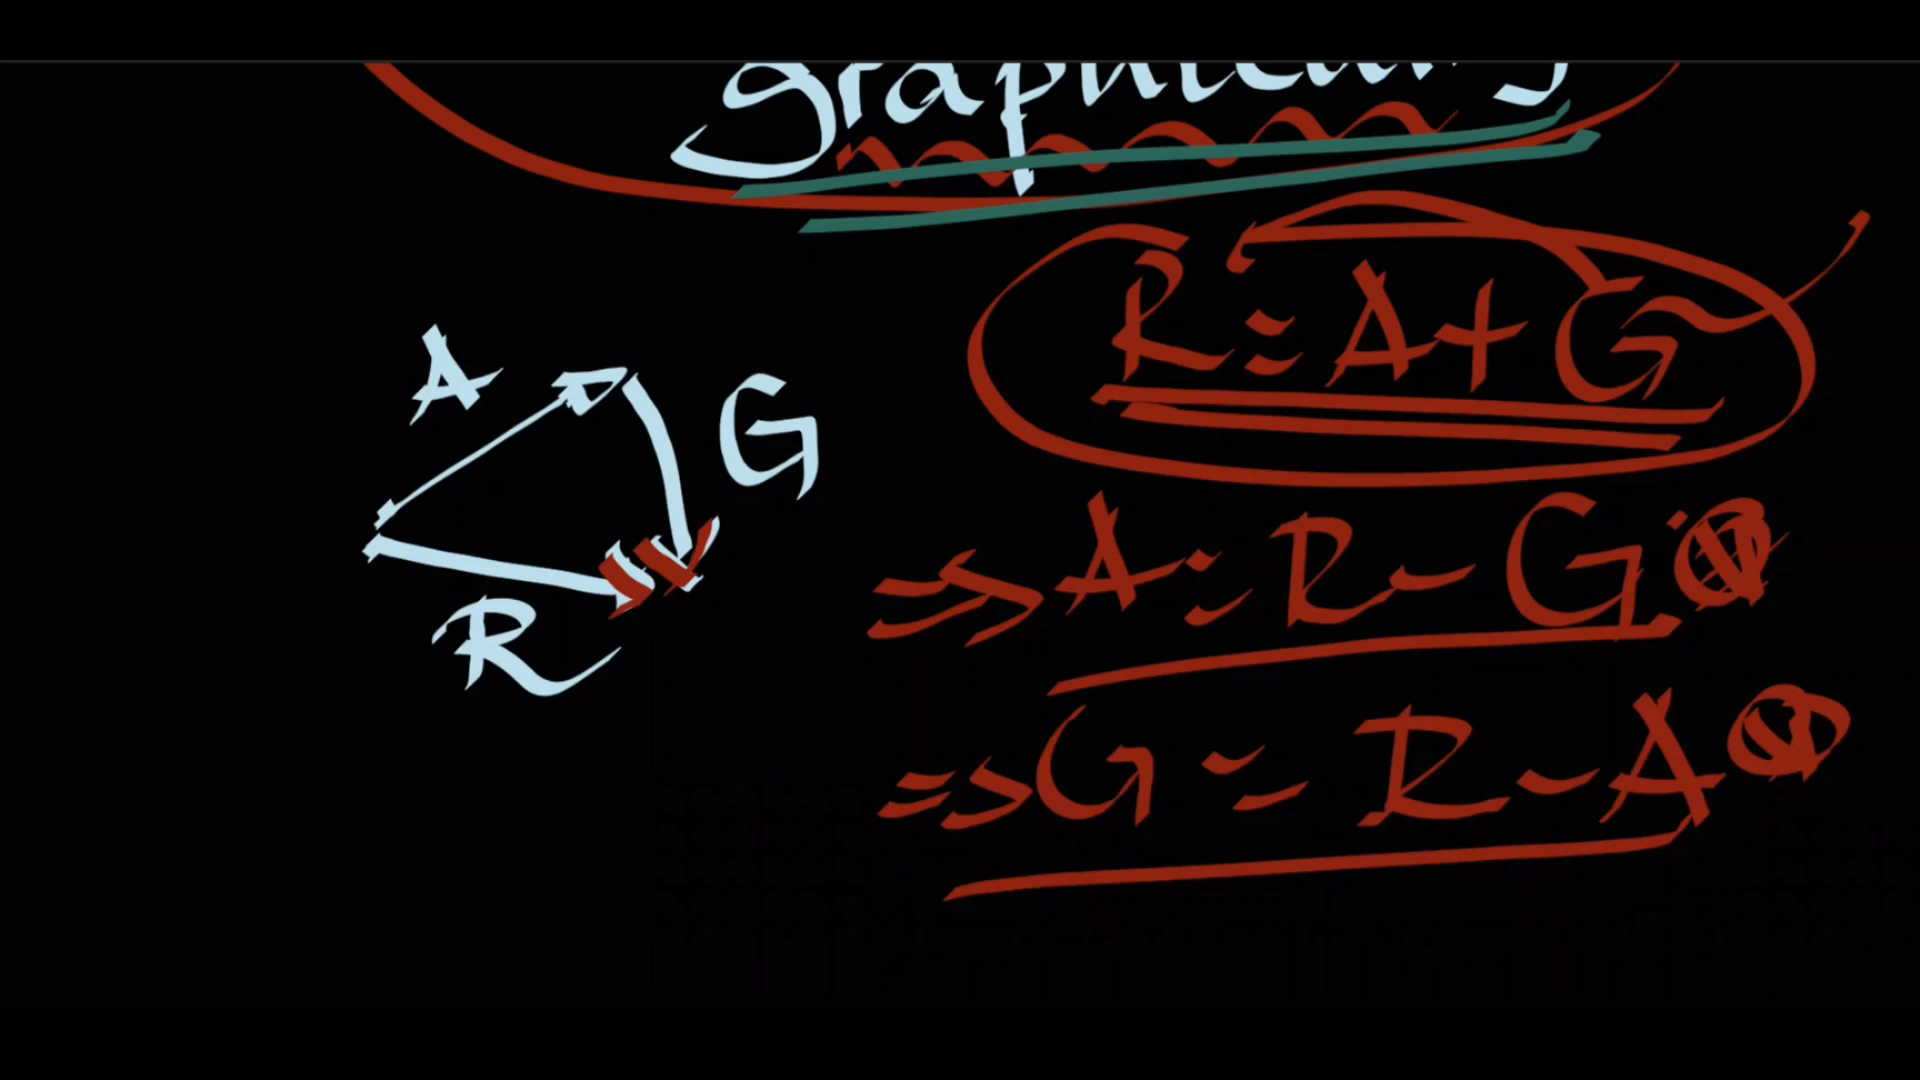 graphically
R = A + G
A
G
⇒ A = R - G
R
⇒ G = R - A